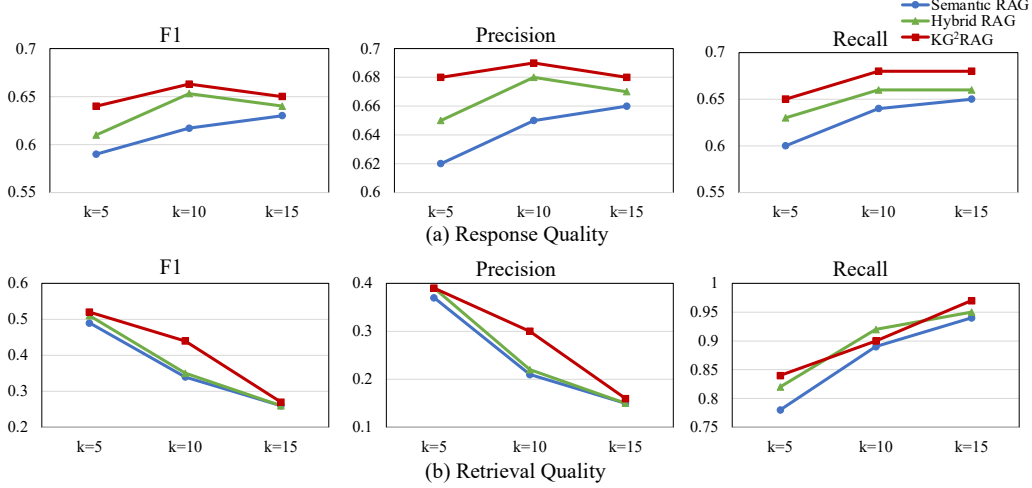 Semantic RAG
Hybrid RAG
KG²RAG
F1
0.7
0.65
0.6
0.55
k=5 k=10 k=15
Precision
0.7
0.68
0.66
0.64
0.62
0.6
k=5 k=10 k=15
Recall
0.7
0.65
0.6
0.55
k=5 k=10 k=15
(a) Response Quality
F1
0.6
0.5
0.4
0.3
0.2
k=5 k=10 k=15
Precision
0.4
0.3
0.2
0.1
k=5 k=10 k=15
Recall
1
0.95
0.9
0.85
0.8
0.75
k=5 k=10 k=15
(b) Retrieval Quality